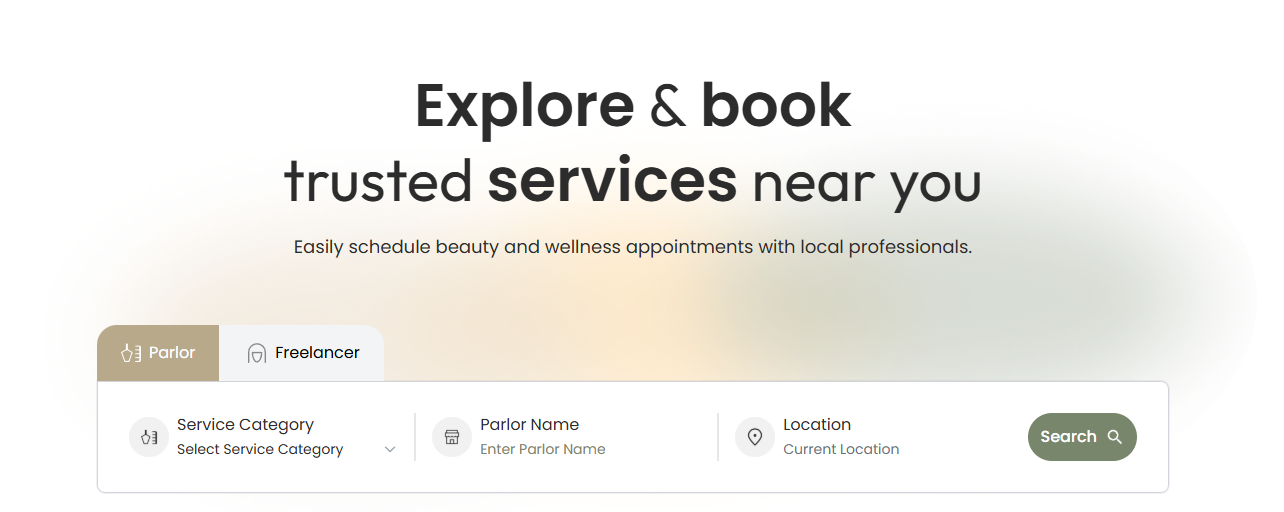 Explore & book
trusted services near you
Easily schedule beauty and wellness appointments with local professionals.
Parlor
Freelancer
Service Category
Select Service Category
Parlor Name
Enter Parlor Name
Location
Current Location
Search